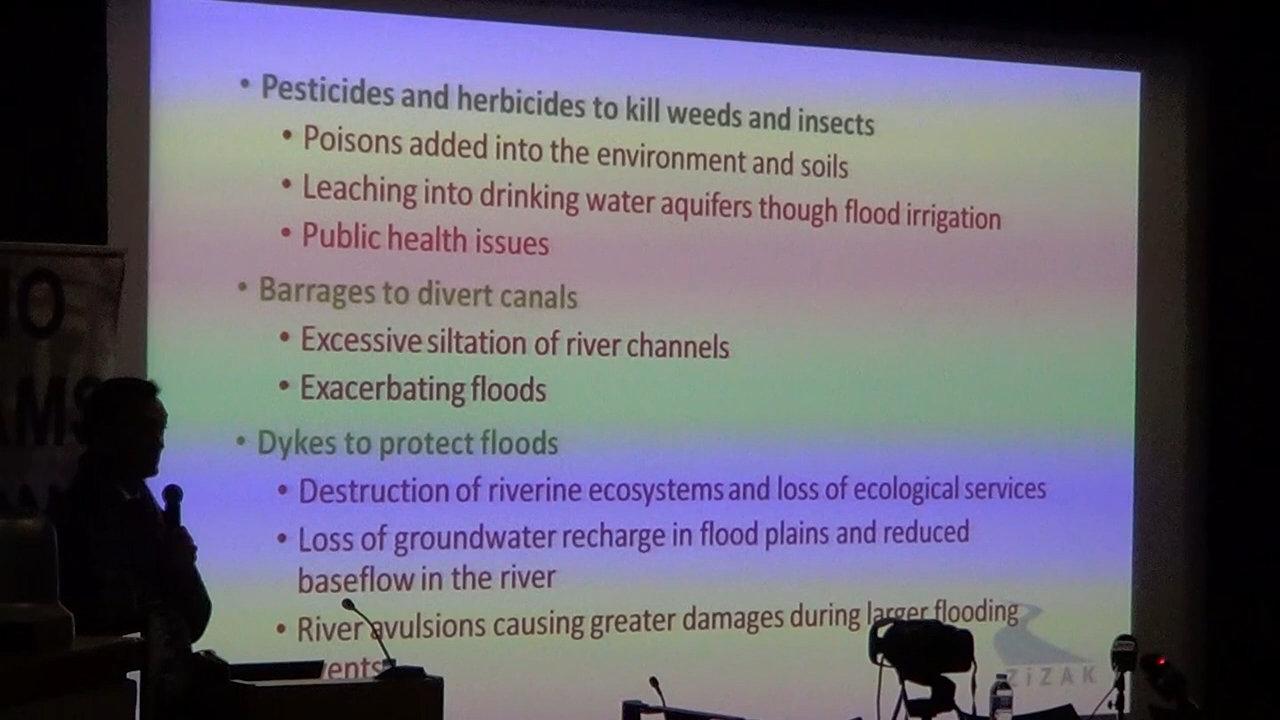 • Pesticides and herbicides to kill weeds and insects
• Poisons added into the environment and soils
• Leaching into drinking water aquifers though flood irrigation
• Public health issues
• Barrages to divert canals
• Excessive siltation of river channels
• Exacerbating floods
• Dykes to protect floods
• Destruction of riverine ecosystems and loss of ecological services
• Loss of groundwater recharge in flood plains and reduced
baseflow in the river
• River avulsions causing greater damages during larger flooding
vents
ZiZAK